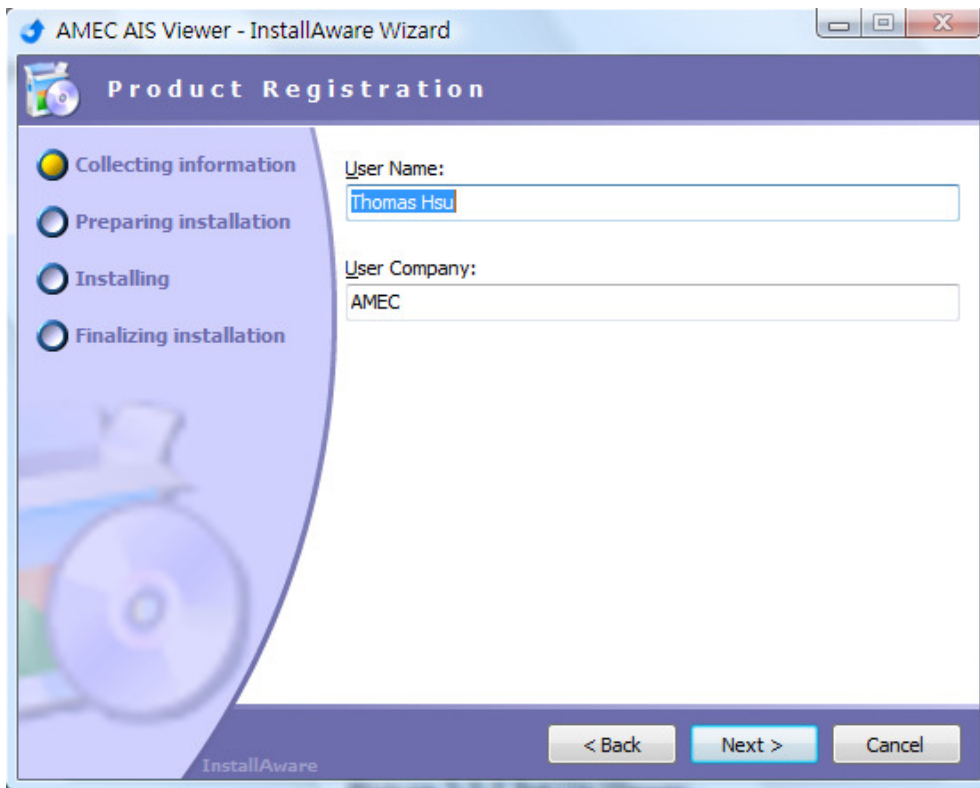 AMEC AIS Viewer - InstallAware Wizard
Product Registration
Collecting information
Preparing installation
Installing
Finalizing installation
User Name:
Thomas Hsu
User Company:
AMEC
InstallAware
< Back
Next >
Cancel